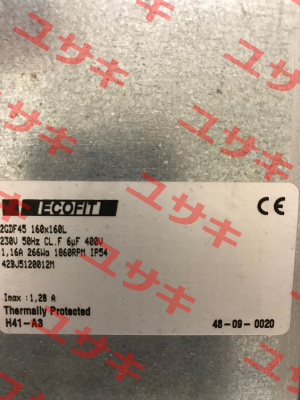 ユサキ
ユサキ
ユサキ
ユサキ
ユサキ
ECOFIT
CE
2GDF45 160x160L
230V 50Hz CL.F 6µF 400V
1,16A 266Wa 1860RPM IP54
423J5120012M
Imax : 1,28 A
Thermally Protected
H41-A3
48-09-0020